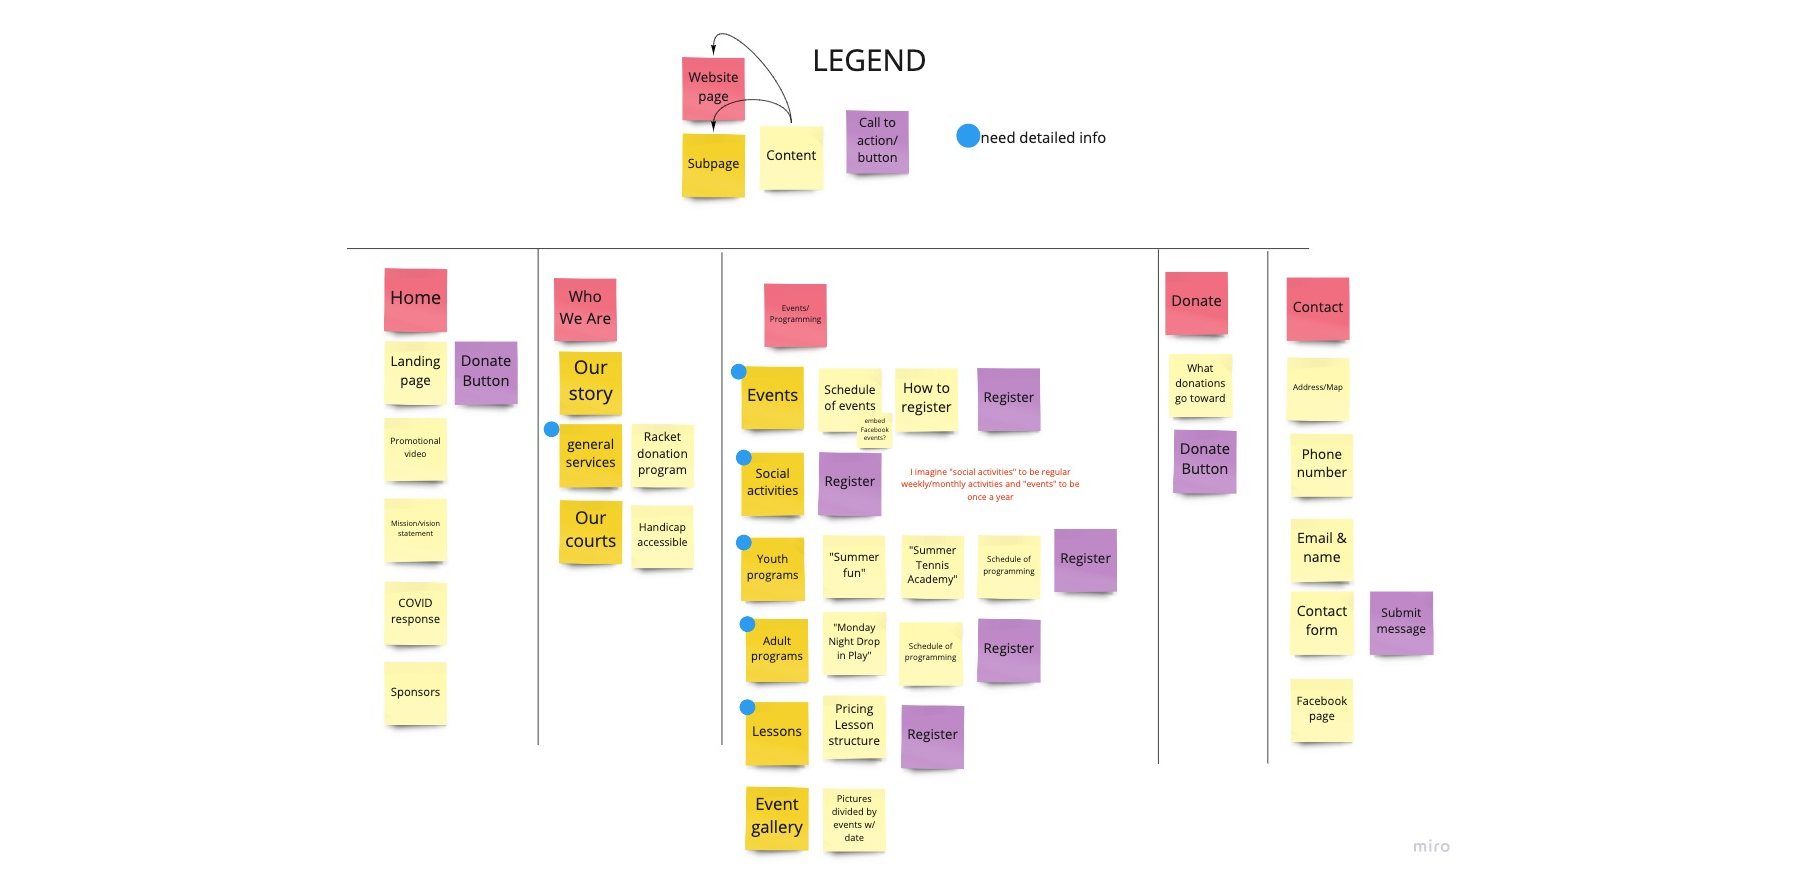 LEGEND
Website
page
Subpage
Content
Call to
action/
button
need detailed info
Home
Landing
page
Donate
Button
Promotional
video
Mission/vision
statement
COVID
response
Sponsors
Who
We Are
Our
story
general
services
Racket
donation
program
Our
courts
Handicap
accessible
Events/
Programming
Events
Schedule
of events
embed
Facebook
events?
How to
register
Register
Social
activities
Register
I imagine "social activities" to be regular
weekly/monthly activities and "events" to be
once a year
Youth
programs
"Summer
fun"
"Summer
Tennis
Academy"
Schedule of
programming
Register
Adult
programs
"Monday
Night Drop
in Play"
Schedule of
programming
Register
Lessons
Pricing
Lesson
structure
Register
Event
gallery
Pictures
divided by
events w/
date
Donate
What
donations
go toward
Donate
Button
Contact
Address/Map
Phone
number
Email &
name
Contact
form
Submit
message
Facebook
page
miro